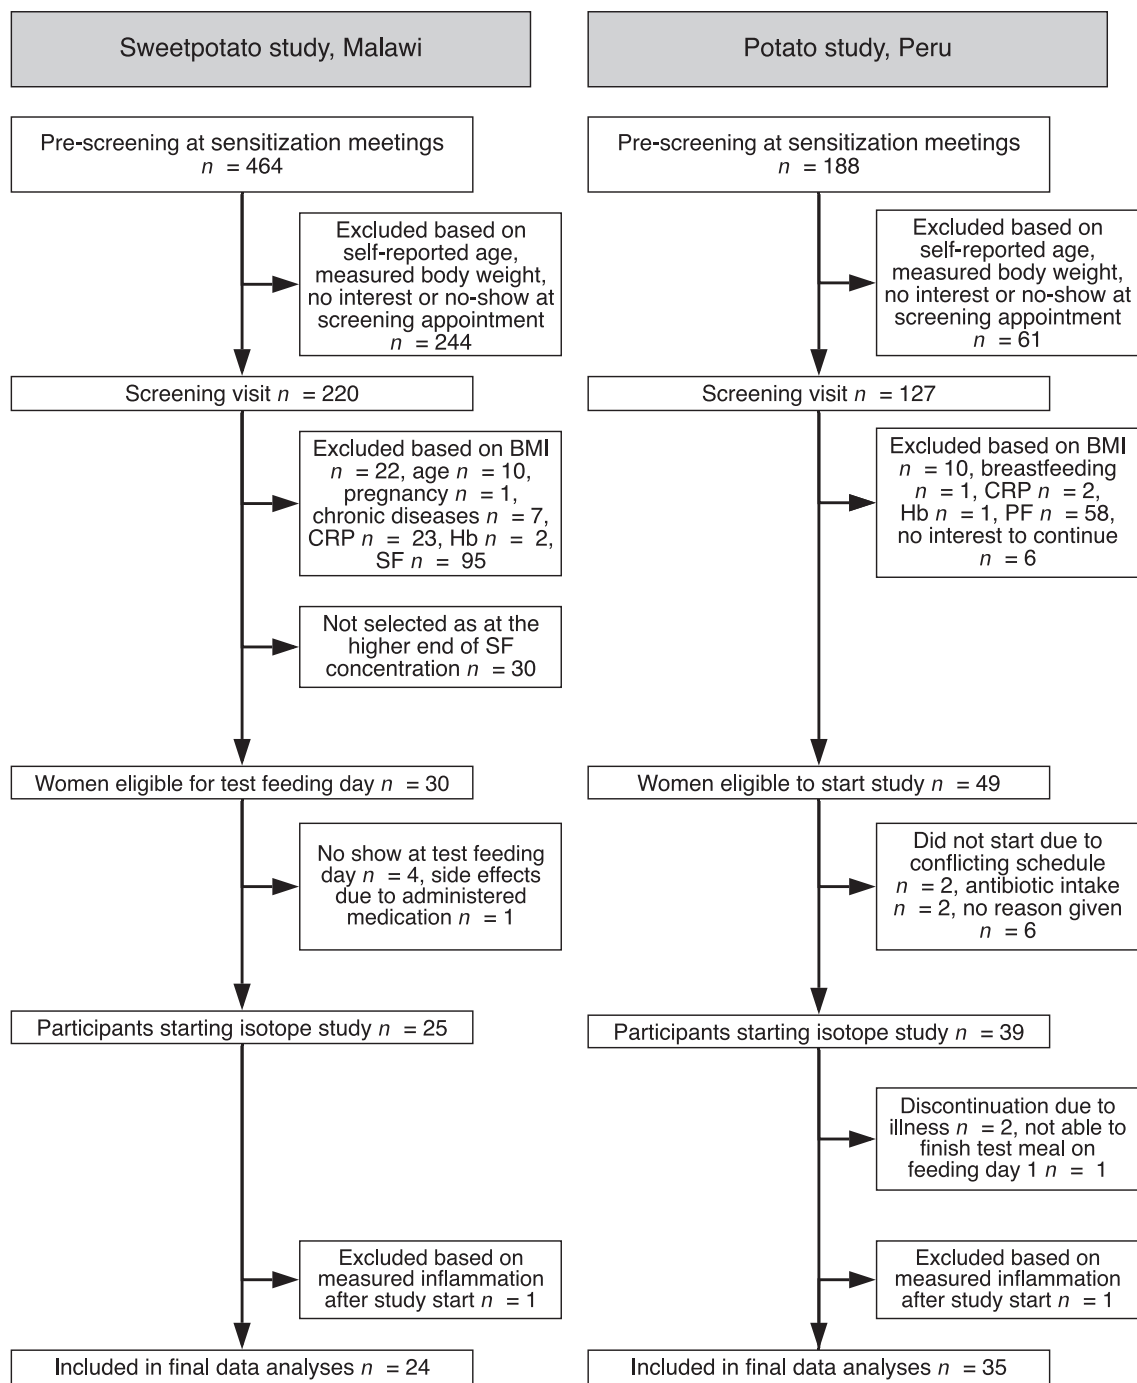 Sweetpotato study, Malawi
Pre-screening at sensitization meetings
n = 464
Excluded based on
self-reported age,
measured body weight,
no interest or no-show at
screening appointment
n = 244
Screening visit n = 220
Excluded based on BMI
n = 22, age n = 10,
pregnancy n = 1,
chronic diseases n = 7,
CRP n = 23, Hb n = 2,
SF n = 95
Not selected as at the
higher end of SF
concentration n = 30
Women eligible for test feeding day n = 30
No show at test feeding
day n = 4, side effects
due to administered
medication n = 1
Participants starting isotope study n = 25
Excluded based on
measured inflammation
after study start n = 1
Included in final data analyses n = 24
Potato study, Peru
Pre-screening at sensitization meetings
n = 188
Excluded based on
self-reported age,
measured body weight,
no interest or no-show at
screening appointment
n = 61
Screening visit n = 127
Excluded based on BMI
n = 10, breastfeeding
n = 1, CRP n = 2,
Hb n = 1, PF n = 58,
no interest to continue
n = 6
Women eligible to start study n = 49
Did not start due to
conflicting schedule
n = 2, antibiotic intake
n = 2, no reason given
n = 6
Participants starting isotope study n = 39
Discontinuation due to
illness n = 2, not able to
finish test meal on
feeding day 1 n = 1
Excluded based on
measured inflammation
after study start n = 1
Included in final data analyses n = 35